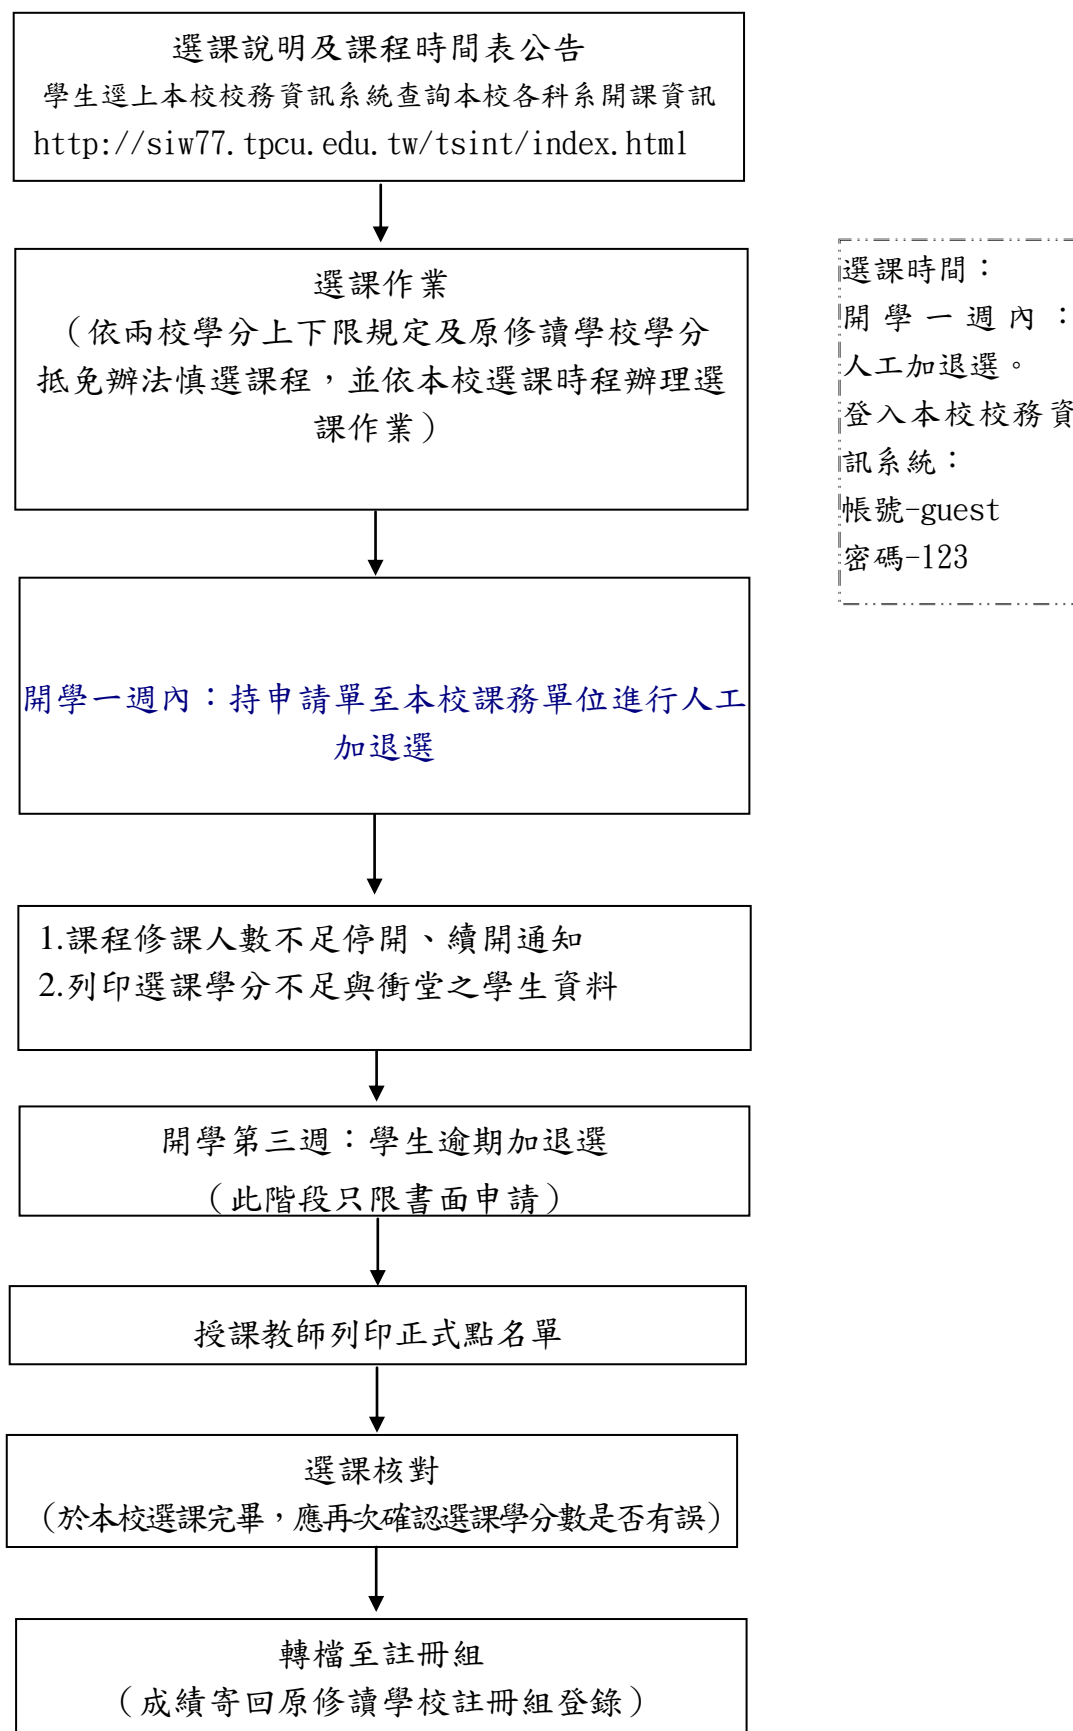 選課說明及課程時間表公告
學生逕上本校校務資訊系統查詢本校各科系開課資訊
http://siw77.tpcu.edu.tw/tsint/index.html
選課作業
（依兩校學分上下限規定及原修讀學校學分
抵免辦法慎選課程，並依本校選課時程辦理選
課作業）
選課時間：
開學一週內：
人工加退選。
登入本校校務資
訊系統：
帳號-guest
密碼-123
開學一週內：持申請單至本校課務單位進行人工
加退選
1.課程修課人數不足停開、續開通知
2.列印選課學分不足與衝堂之學生資料
開學第三週：學生逾期加退選
（此階段只限書面申請）
授課教師列印正式點名單
選課核對
（於本校選課完畢，應再次確認選課學分數是否有誤）
轉檔至註冊組
（成績寄回原修讀學校註冊組登錄）